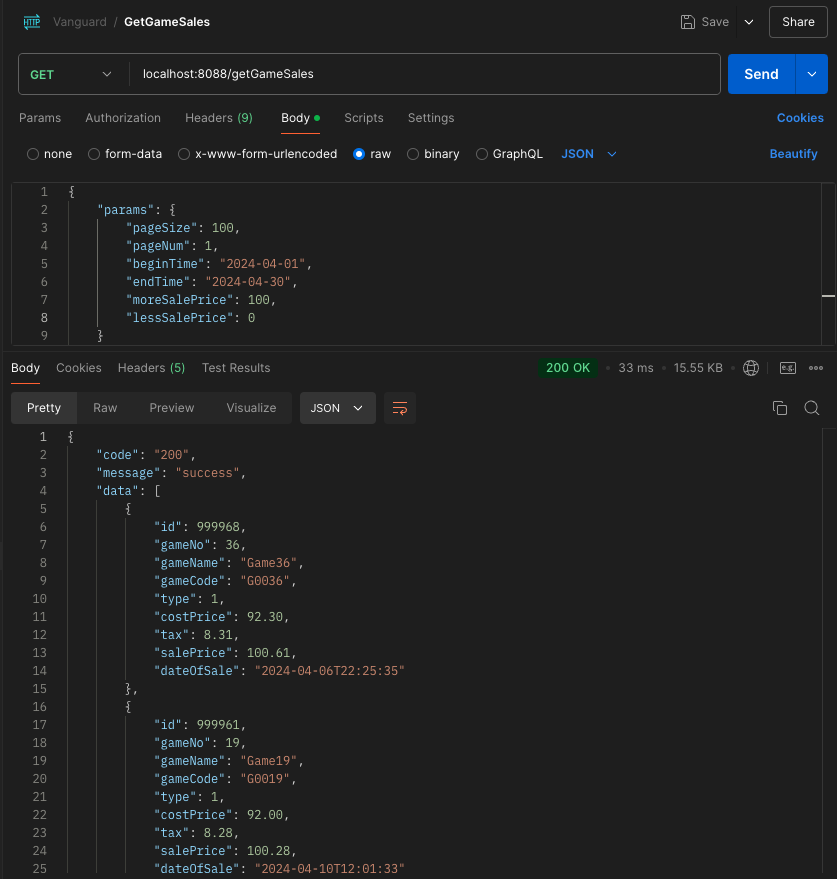 HTTP Vanguard / GetGameSales Save Share
GET localhost:8088/getGameSales Send
Params Authorization Headers (9) Body Scripts Settings Cookies
none form-data x-www-form-urlencoded raw binary GraphQL JSON Beautify
1 {
2 "params": {
3 "pageSize": 100,
4 "pageNum": 1,
5 "beginTime": "2024-04-01",
6 "endTime": "2024-04-30",
7 "moreSalePrice": 100,
8 "lessSalePrice": 0
9 }
Body Cookies Headers (5) Test Results 200 OK 33 ms 15.55 KB e.g.
Pretty Raw Preview Visualize JSON
1 {
2 "code": "200",
3 "message": "success",
4 "data": [
5 {
6 "id": 999968,
7 "gameNo": 36,
8 "gameName": "Game36",
9 "gameCode": "G0036",
10 "type": 1,
11 "costPrice": 92.30,
12 "tax": 8.31,
13 "salePrice": 100.61,
14 "dateOfSale": "2024-04-06T22:25:35"
15 },
16 {
17 "id": 999961,
18 "gameNo": 19,
19 "gameName": "Game19",
20 "gameCode": "G0019",
21 "type": 1,
22 "costPrice": 92.00,
23 "tax": 8.28,
24 "salePrice": 100.28,
25 "dateOfSale": "2024-04-10T12:01:33"